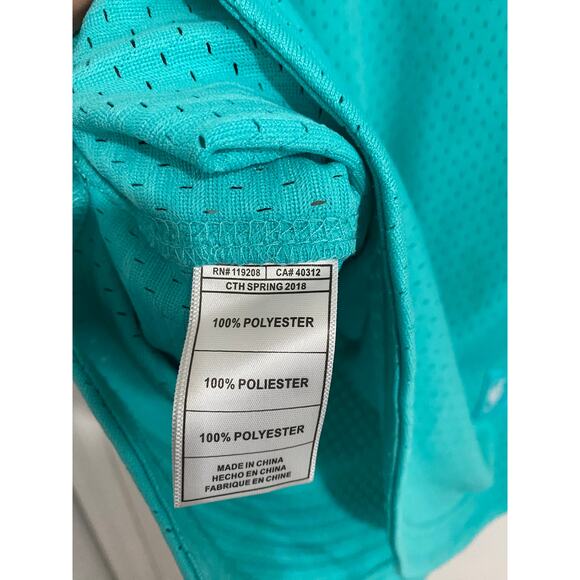 RN# 119208 CA# 40312
CTH SPRING 2018
100% POLYESTER
100% POLIESTER
100% POLYESTER
MADE IN CHINA
HECHO EN CHINA
FABRIQUE EN CHINE